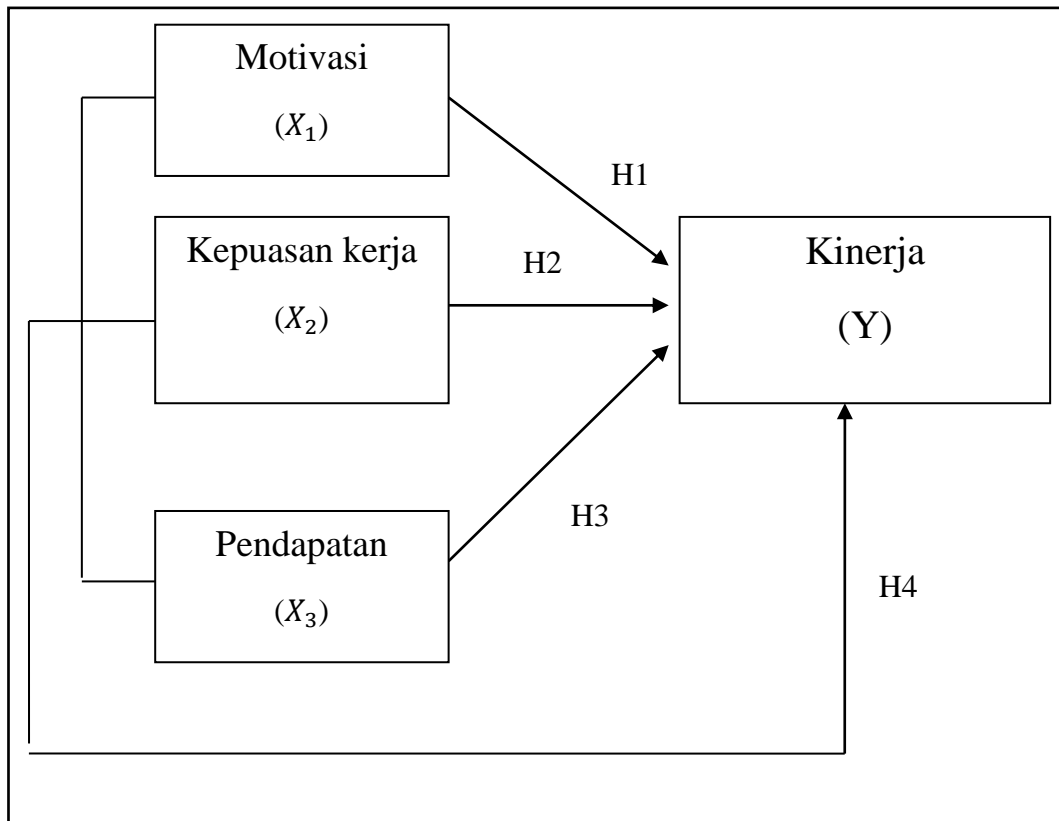 Motivasi
(𝑋₁)
H1
Kepuasan kerja
(𝑋₂)
H2
Kinerja
(Y)
Pendapatan
(𝑋₃)
H3
H4